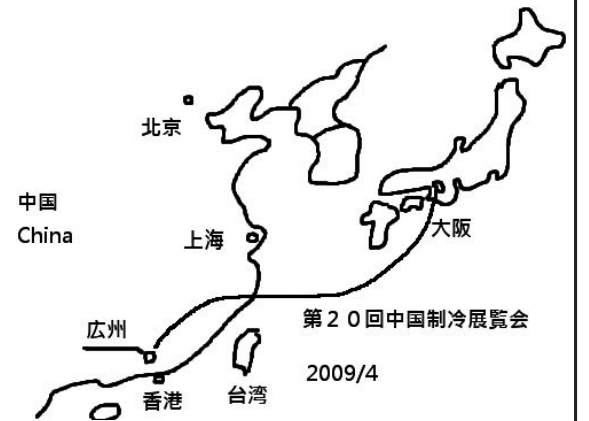 北京
中国
China
上海
大阪
第２０回中国制冷展覧会
広州
2009/4
香港
台湾